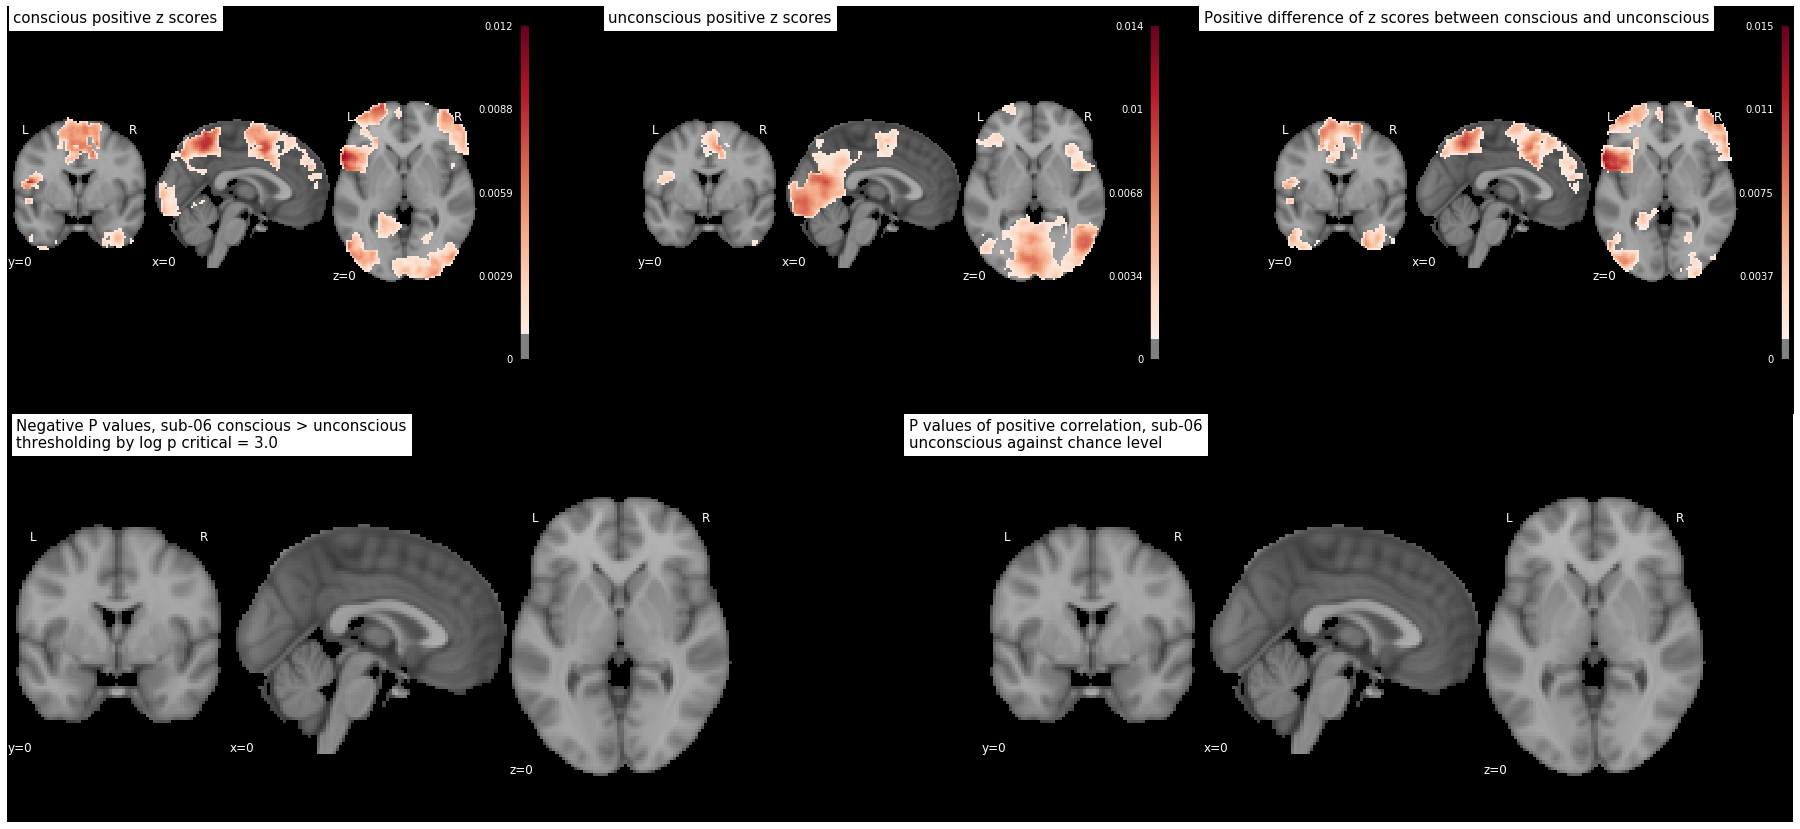 conscious positive z scores
unconscious positive z scores
Positive difference of z scores between conscious and unconscious
0.012
0.0088
0.0059
0.0029
0
L R
L R
y=0
x=0
z=0
0.014
0.01
0.0068
0.0034
0
L R
L R
y=0
x=0
z=0
0.015
0.011
0.0075
0.0037
0
L R
L R
y=0
x=0
z=0
Negative P values, sub-06 conscious > unconscious
thresholding by log p critical = 3.0
L R
L R
y=0
x=0
z=0
P values of positive correlation, sub-06
unconscious against chance level
L R
L R
y=0
x=0
z=0